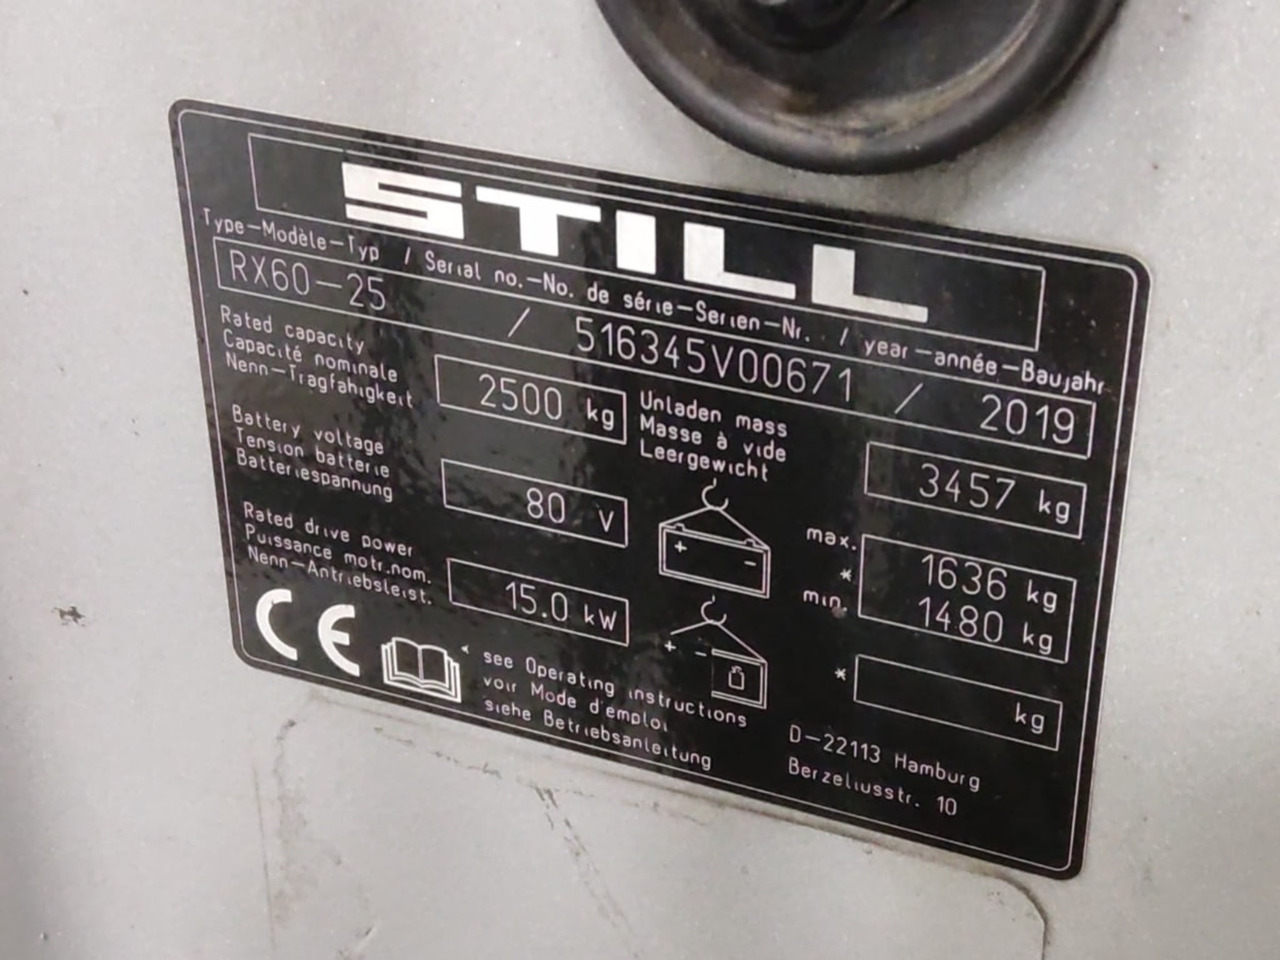 STILL
Type-Modèle-Typ / Serial no.-No. de série-Serien-Nr. / year-année-Baujahr
RX60-25 / 516345V00671 / 2019
Rated capacity
Capacité nominale
Nenn-Tragfähigkeit
2500 kg
Unladen mass
Masse à vide
Leergewicht
3457 kg
Battery voltage
Tension batterie
Batteriespannung
80 V
+ -
max. 1636 kg
*
min. 1480 kg
Rated drive power
Puissance motr.nom.
Nenn-Antriebsleist.
15.0 kW
+ -
* kg
CE
* see Operating instructions
voir Mode d'emploi
siehe Betriebsanleitung
D-22113 Hamburg
Berzeliusstr. 10